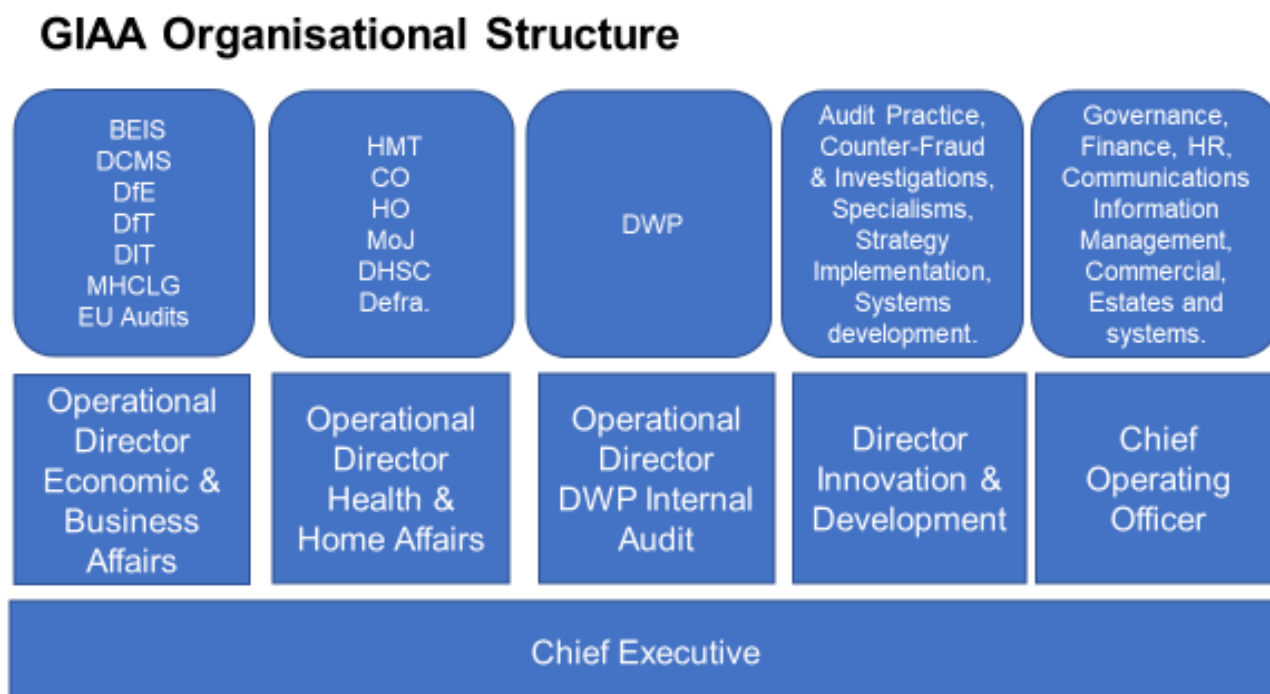 GIAA Organisational Structure
BEIS
DCMS
DfE
DfT
DIT
MHCLG
EU Audits
HMT
CO
HO
MoJ
DHSC
Defra.
DWP
Audit Practice,
Counter-Fraud
& Investigations,
Specialisms,
Strategy
Implementation,
Systems
development.
Governance,
Finance, HR,
Communications
Information
Management,
Commercial,
Estates and
systems.
Operational
Director
Economic &
Business
Affairs
Operational
Director
Health &
Home Affairs
Operational
Director
DWP Internal
Audit
Director
Innovation &
Development
Chief
Operating
Officer
Chief Executive